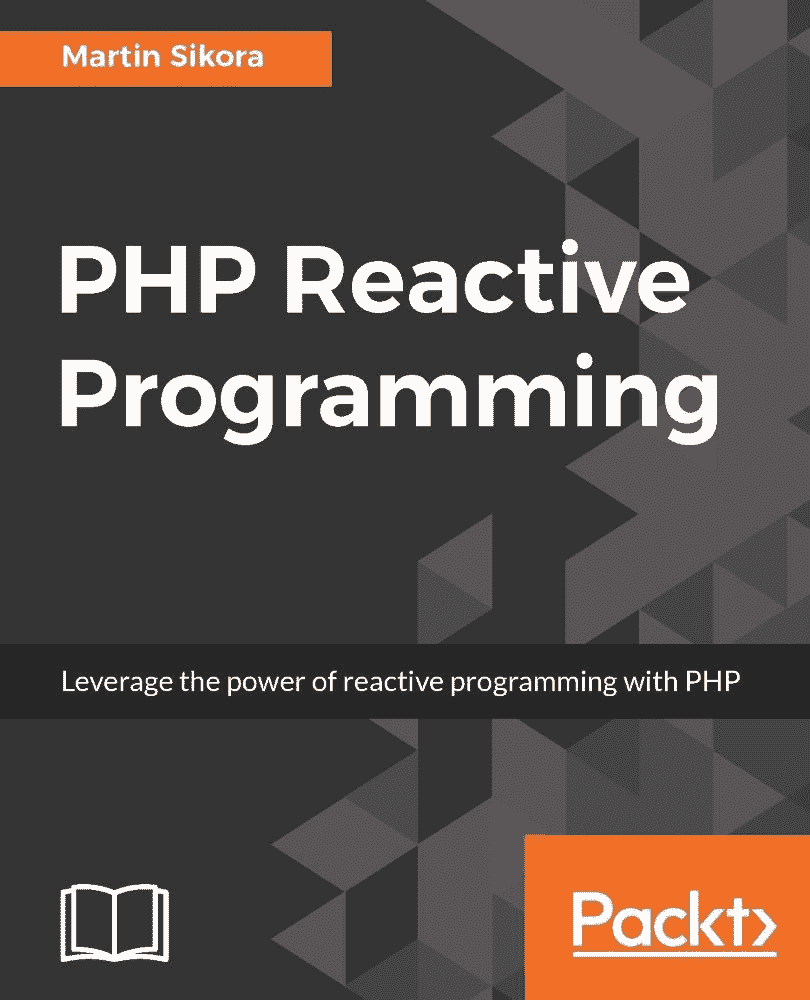 Martin Sikora
PHP Reactive
Programming
Leverage the power of reactive programming with PHP
Packt>